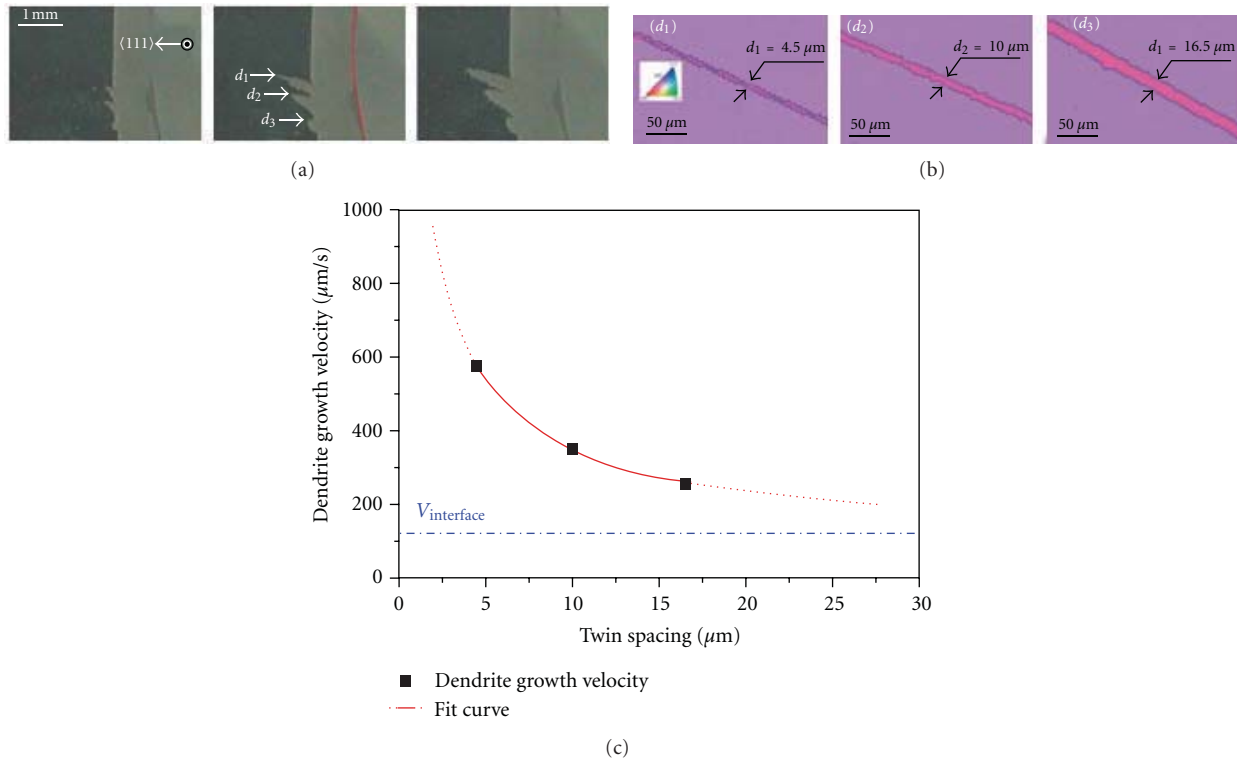 1 mm
⟨111⟩
d1
d2
d3
(a)
(d1)
d1 = 4.5 μm
50 μm
(d2)
d2 = 10 μm
50 μm
(d3)
d1 = 16.5 μm
50 μm
(b)
1000
800
600
400
200
0
Dendrite growth velocity (μm/s)
Vinterface
0
5
10
15
20
25
30
Twin spacing (μm)
Dendrite growth velocity
Fit curve
(c)